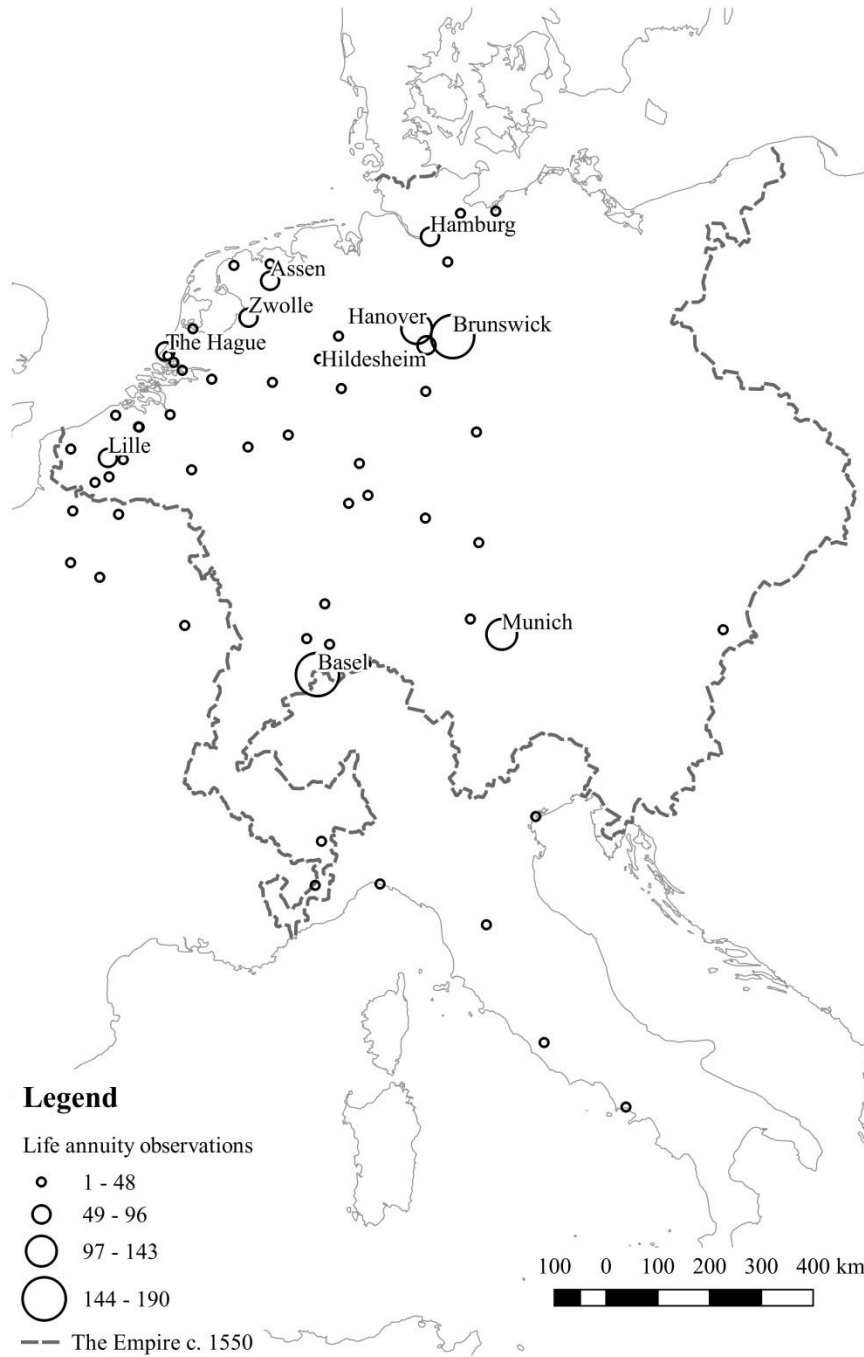 Hamburg
Assen
Zwolle
Hanover
Brunswick
The Hague
Hildesheim
Lille
Munich
Basel
Legend
Life annuity observations
1 - 48
49 - 96
97 - 143
144 - 190
The Empire c. 1550
100 0 100 200 300 400 km